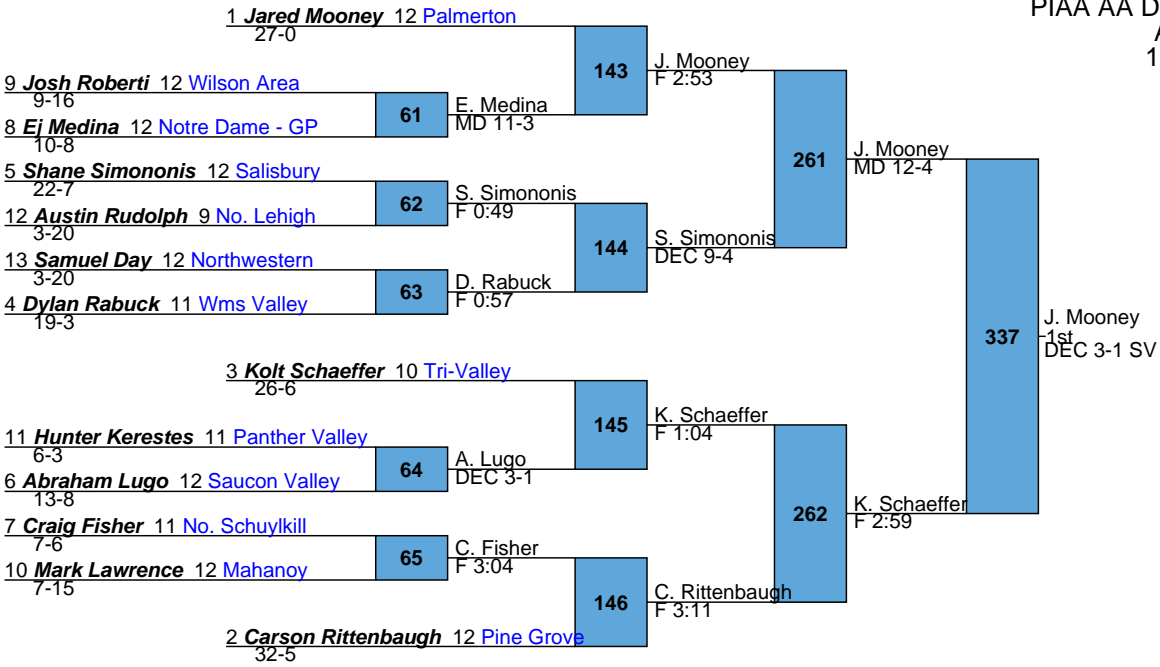 PIAA AA D
A
1
1 Jared Mooney 12 Palmerton
27-0
143
J. Mooney
F 2:53
9 Josh Roberti 12 Wilson Area
9-16
61
E. Medina
MD 11-3
8 Ej Medina 12 Notre Dame - GP
10-8
261
J. Mooney
MD 12-4
5 Shane Simononis 12 Salisbury
22-7
62
S. Simononis
F 0:49
12 Austin Rudolph 9 No. Lehigh
3-20
144
S. Simononis
DEC 9-4
13 Samuel Day 12 Northwestern
3-20
63
D. Rabuck
F 0:57
4 Dylan Rabuck 11 Wms Valley
19-3
337
J. Mooney
1st
DEC 3-1 SV
3 Kolt Schaeffer 10 Tri-Valley
26-6
145
K. Schaeffer
F 1:04
11 Hunter Kerestes 11 Panther Valley
6-3
64
A. Lugo
DEC 3-1
6 Abraham Lugo 12 Saucon Valley
13-8
262
K. Schaeffer
F 2:59
7 Craig Fisher 11 No. Schuylkill
7-6
65
C. Fisher
F 3:04
10 Mark Lawrence 12 Mahanoy
7-15
146
C. Rittenbaugh
F 3:11
2 Carson Rittenbaugh 12 Pine Grove
32-5